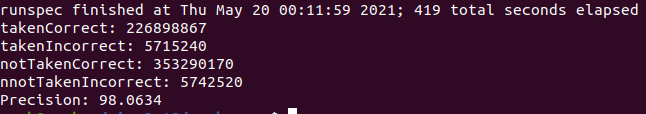 runspec finished at Thu May 20 00:11:59 2021; 419 total seconds elapsed
takenCorrect: 226898867
takenIncorrect: 5715240
notTakenCorrect: 353290170
nnotTakenIncorrect: 5742520
Precision: 98.0634